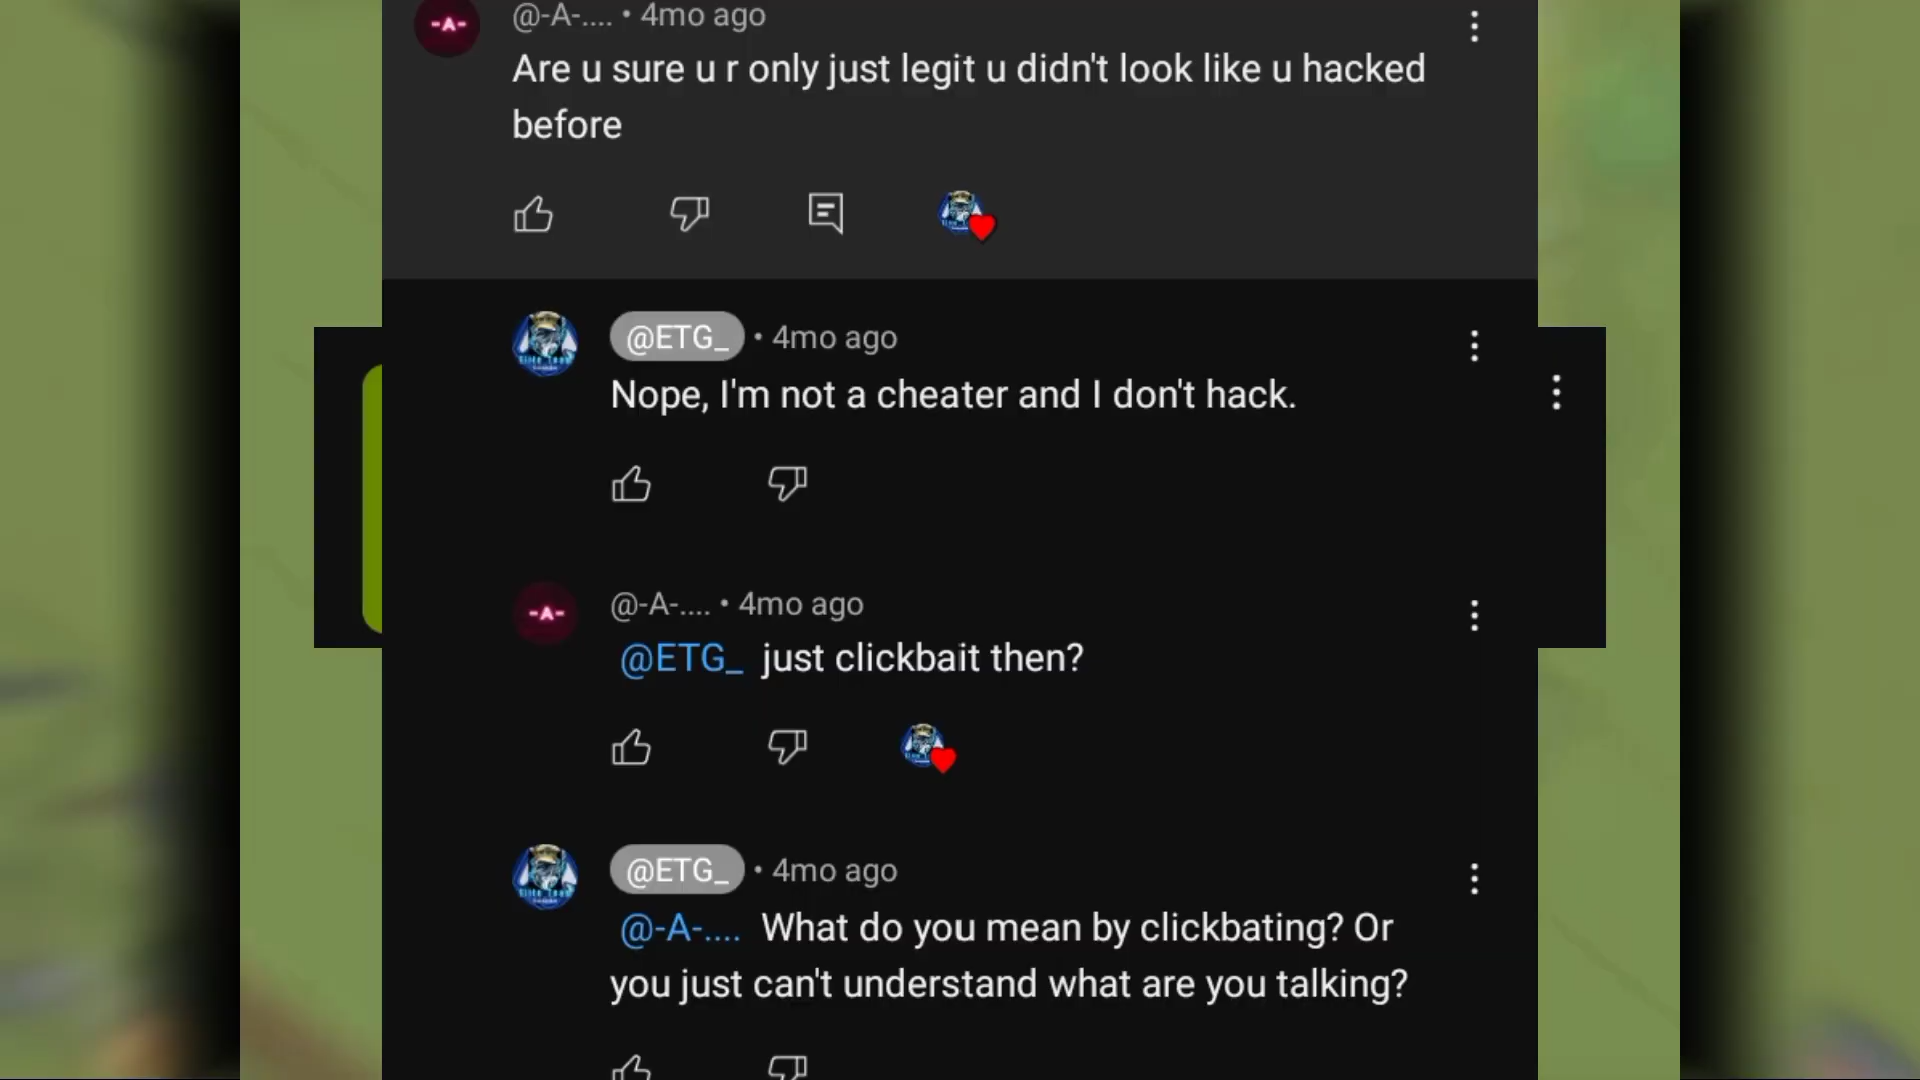 -A-
@-A-.... • 4mo ago
Are u sure u r only just legit u didn't look like u hacked
before
@ETG_ • 4mo ago
Nope, I'm not a cheater and I don't hack.
-A-
@-A-.... • 4mo ago
@ETG_ just clickbait then?
@ETG_ • 4mo ago
@-A-.... What do you mean by clickbating? Or
you just can't understand what are you talking?